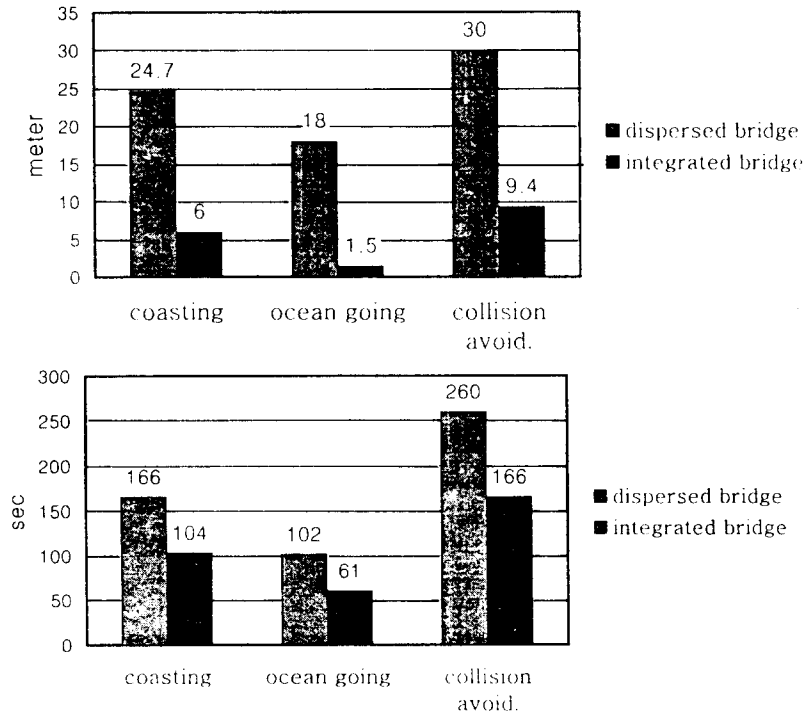 35
30
25
20
15
10
5
0
meter
24.7
6
18
1.5
30
9.4
coasting
ocean going
collision
avoid.
dispersed bridge
integrated bridge
300
250
200
150
100
50
0
sec
166
104
102
61
260
166
coasting
ocean going
collision
avoid.
dispersed bridge
integrated bridge